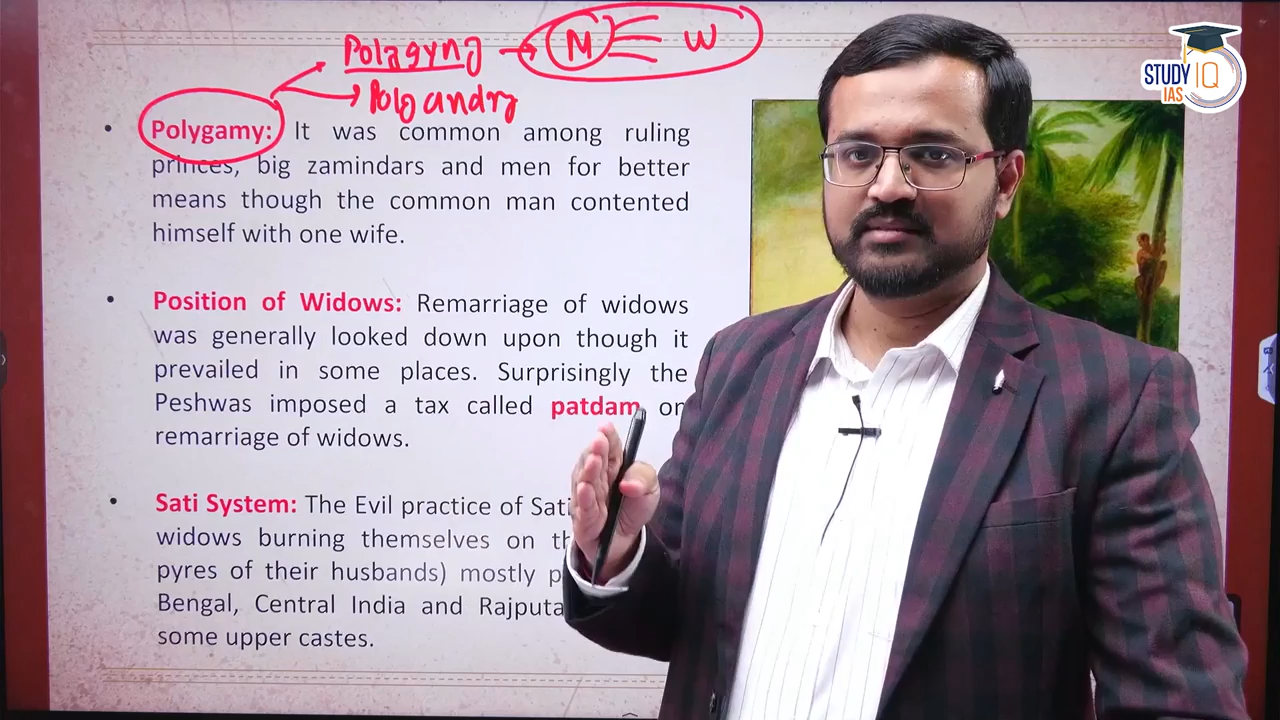 Polygyny → M W
Poly andry
STUDY IQ
IAS
• Polygamy: It was common among ruling
princes, big zamindars and men for better
means though the common man contented
himself with one wife.
• Position of Widows: Remarriage of widows
was generally looked down upon though it
prevailed in some places. Surprisingly the
Peshwas imposed a tax called patdam on
remarriage of widows.
• Sati System: The Evil practice of Sati
widows burning themselves on
pyres of their husbands) mostly
Bengal, Central India and
some upper castes.